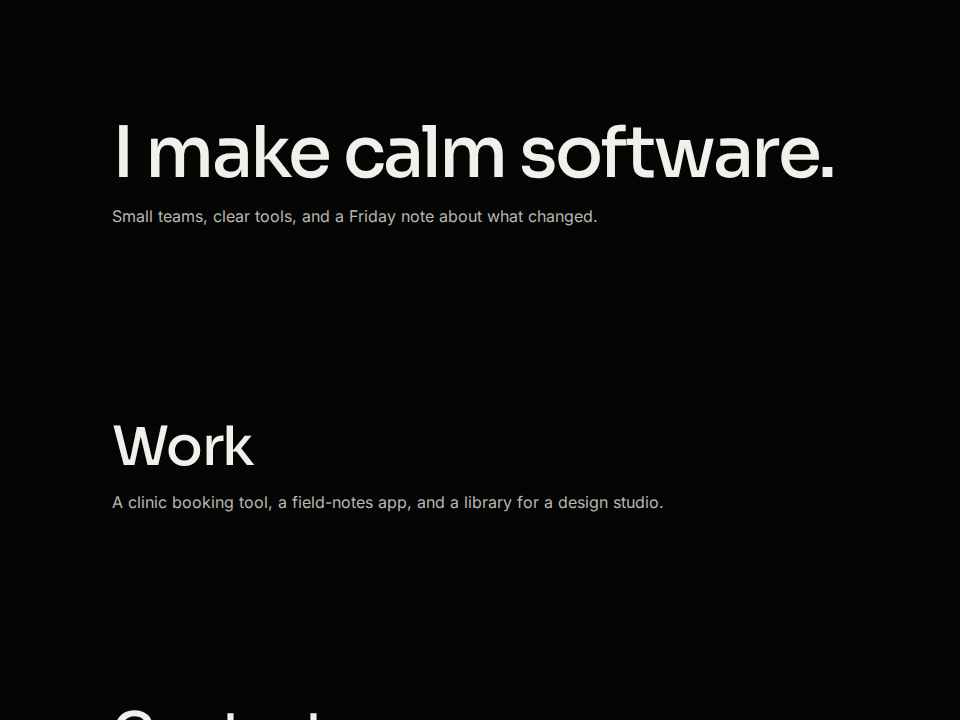 I make calm software.
Small teams, clear tools, and a Friday note about what changed.
Work
A clinic booking tool, a field-notes app, and a library for a design studio.